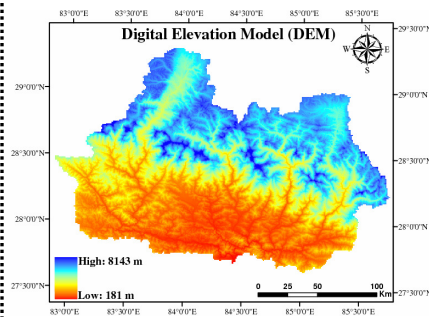 83°0'0"E 83°30'0"E 84°0'0"E 84°30'0"E 85°0'0"E 85°30'0"E
Digital Elevation Model (DEM)
N
W E
S
29°30'0"N
29°0'0"N 29°0'0"N
28°30'0"N 28°30'0"N
28°0'0"N 28°0'0"N
27°30'0"N 27°30'0"N
High: 8143 m
Low: 181 m
0 25 50 100
Km
83°0'0"E 83°30'0"E 84°0'0"E 84°30'0"E 85°0'0"E 85°30'0"E